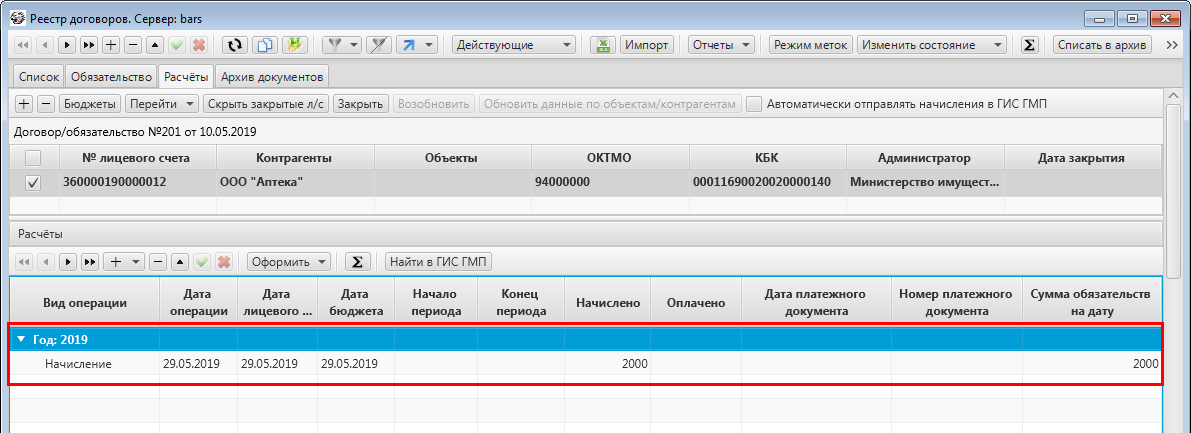 Реестр договоров. Сервер: bars
Действующие Импорт Отчеты Режим меток Изменить состояние Σ Списать в архив
Список Обязательство Расчёты Архив документов
Бюджеты Перейти Скрыть закрытые л/с Закрыть Возобновить Обновить данные по объектам/контрагентам Автоматически отправлять начисления в ГИС ГМП
Договор/обязательство №201 от 10.05.2019
№ лицевого счета Контрагенты Объекты ОКТМО КБК Администратор Дата закрытия
360000190000012 ООО "Аптека" 94000000 00011690020020000140 Министерство имущест...
Расчёты
Оформить Σ Найти в ГИС ГМП
Вид операции Дата операции Дата лицевого ... Дата бюджета Начало периода Конец периода Начислено Оплачено Дата платежного документа Номер платежного документа Сумма обязательств на дату
Год: 2019
Начисление 29.05.2019 29.05.2019 29.05.2019 2000 2000